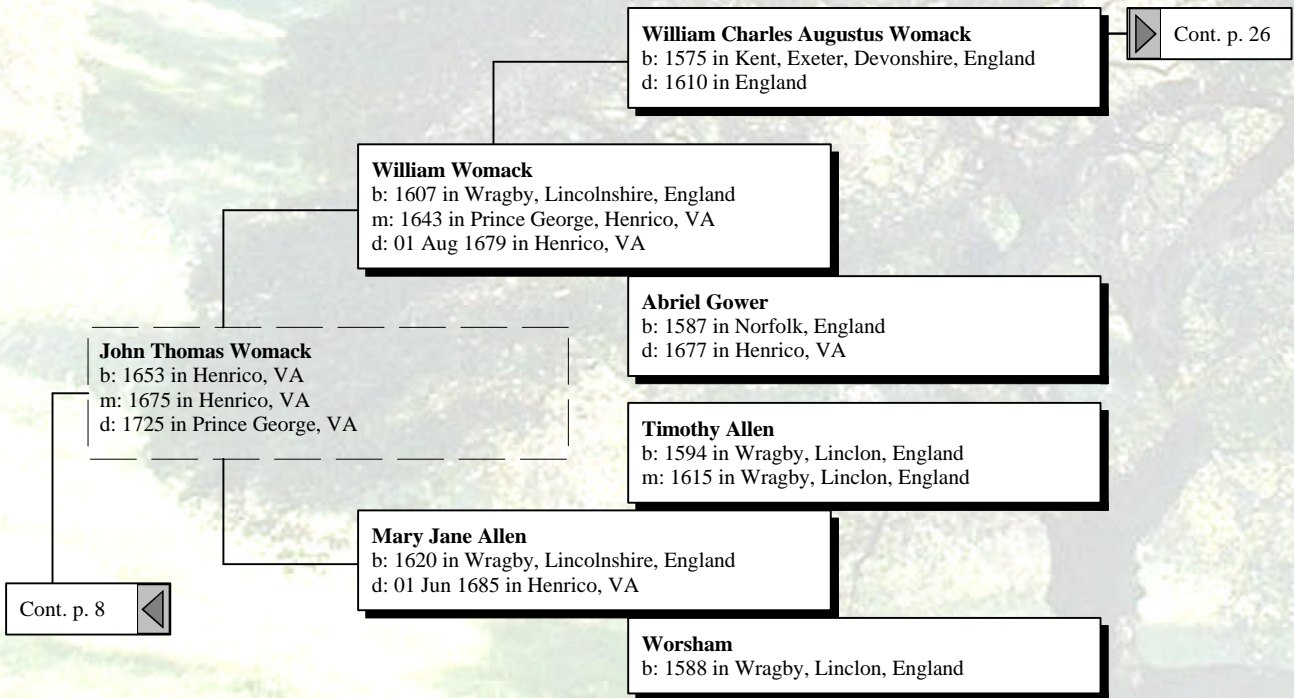 William Charles Augustus Womack
b: 1575 in Kent, Exeter, Devonshire, England
d: 1610 in England
Cont. p. 26
William Womack
b: 1607 in Wragby, Lincolnshire, England
m: 1643 in Prince George, Henrico, VA
d: 01 Aug 1679 in Henrico, VA
Abriel Gower
b: 1587 in Norfolk, England
d: 1677 in Henrico, VA
John Thomas Womack
b: 1653 in Henrico, VA
m: 1675 in Henrico, VA
d: 1725 in Prince George, VA
Timothy Allen
b: 1594 in Wragby, Linclon, England
m: 1615 in Wragby, Linclon, England
Mary Jane Allen
b: 1620 in Wragby, Lincolnshire, England
d: 01 Jun 1685 in Henrico, VA
Cont. p. 8
Worsham
b: 1588 in Wragby, Linclon, England